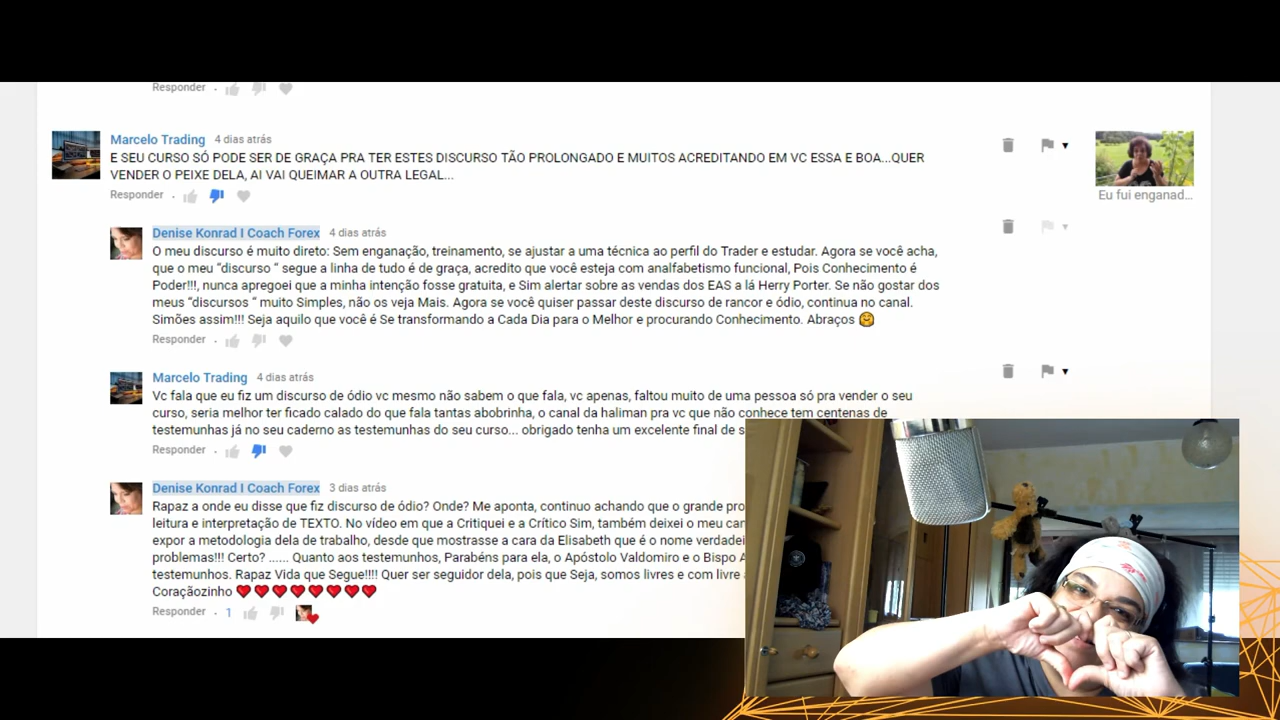 Responder .
Marcelo Trading 4 dias atrás
E SEU CURSO SÓ PODE SER DE GRAÇA PRA TER ESTES DISCURSO TÃO PROLONGADO E MUITOS ACREDITANDO EM VC ESSA E BOA...QUER
VENDER O PEIXE DELA, AI VAI QUEIMAR A OUTRA LEGAL...
Responder .
Eu fui enganad...
Denise Konrad I Coach Forex 4 dias atrás
O meu discurso é muito direto: Sem enganação, treinamento, se ajustar a uma técnica ao perfil do Trader e estudar. Agora se você acha,
que o meu “discurso “ segue a linha de tudo é de graça, acredito que você esteja com analfabetismo funcional, Pois Conhecimento é
Poder!!!, nunca apregoei que a minha intenção fosse gratuita, e Sim alertar sobre as vendas dos EAS a lá Herry Porter. Se não gostar dos
meus “discursos “ muito Simples, não os veja Mais. Agora se você quiser passar deste discurso de rancor e ódio, continua no canal.
Simões assim!!! Seja aquilo que você é Se transformando a Cada Dia para o Melhor e procurando Conhecimento. Abraços
Responder .
Marcelo Trading 4 dias atrás
Vc fala que eu fiz um discurso de ódio vc mesmo não sabem o que fala, vc apenas, faltou muito de uma pessoa só pra vender o seu
curso, seria melhor ter ficado calado do que fala tantas abobrinha, o canal da haliman pra vc que não conhece tem centenas de
testemunhas já no seu caderno as testemunhas do seu curso... obrigado tenha um excelente final de s
Responder .
Denise Konrad I Coach Forex 3 dias atrás
Rapaz a onde eu disse que fiz discurso de ódio? Onde? Me aponta, continuo achando que o grande pro
leitura e interpretação de TEXTO. No vídeo em que a Critiquei e a Crítico Sim, também deixei o meu can
expor a metodologia dela de trabalho, desde que mostrasse a cara da Elisabeth que é o nome verdadei
problemas!!! Certo? ...... Quanto aos testemunhos, Parabéns para ela, o Apóstolo Valdomiro e o Bispo
testemunhos. Rapaz Vida que Segue!!!! Quer ser seguidor dela, pois que Seja, somos livres e com livre
Coraçãozinho ❤❤❤❤❤❤❤❤
Responder . 1